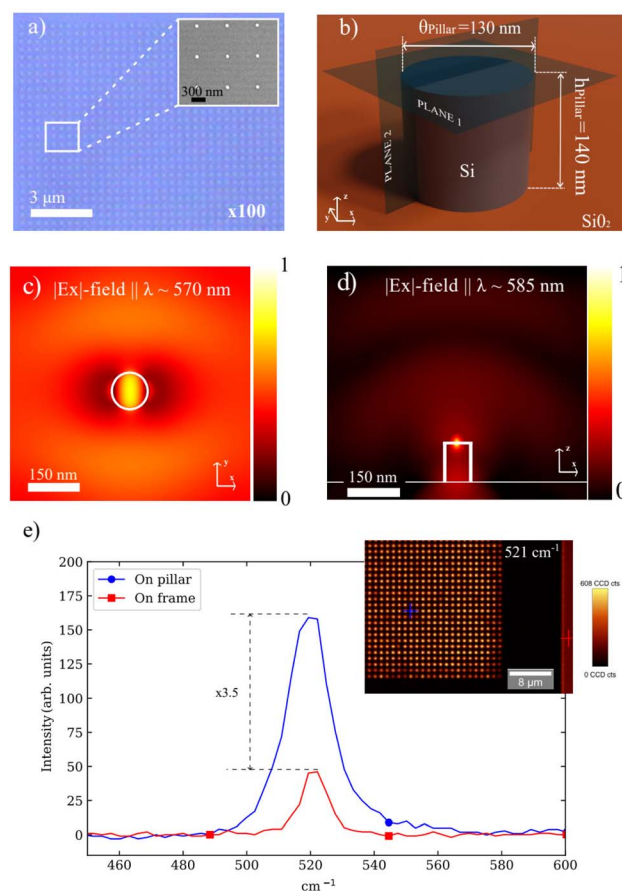 a)
300 nm
3 μm
x100
b)
θPillar=130 nm
PLANE 1
PLANE 2
hPillar=140 nm
Si
SiO₂
z
y
x
c)
|Ex|-field || λ ~ 570 nm
1
150 nm
y
x
0
d)
|Ex|-field || λ ~ 585 nm
1
150 nm
z
x
0
e)
200
175
150
125
100
75
50
25
0
Intensity (arb. units)
On pillar
On frame
x3.5
521 cm⁻¹
8 μm
608 CCD cts
0 CCD cts
460
480
500
520
540
560
580
600
cm⁻¹